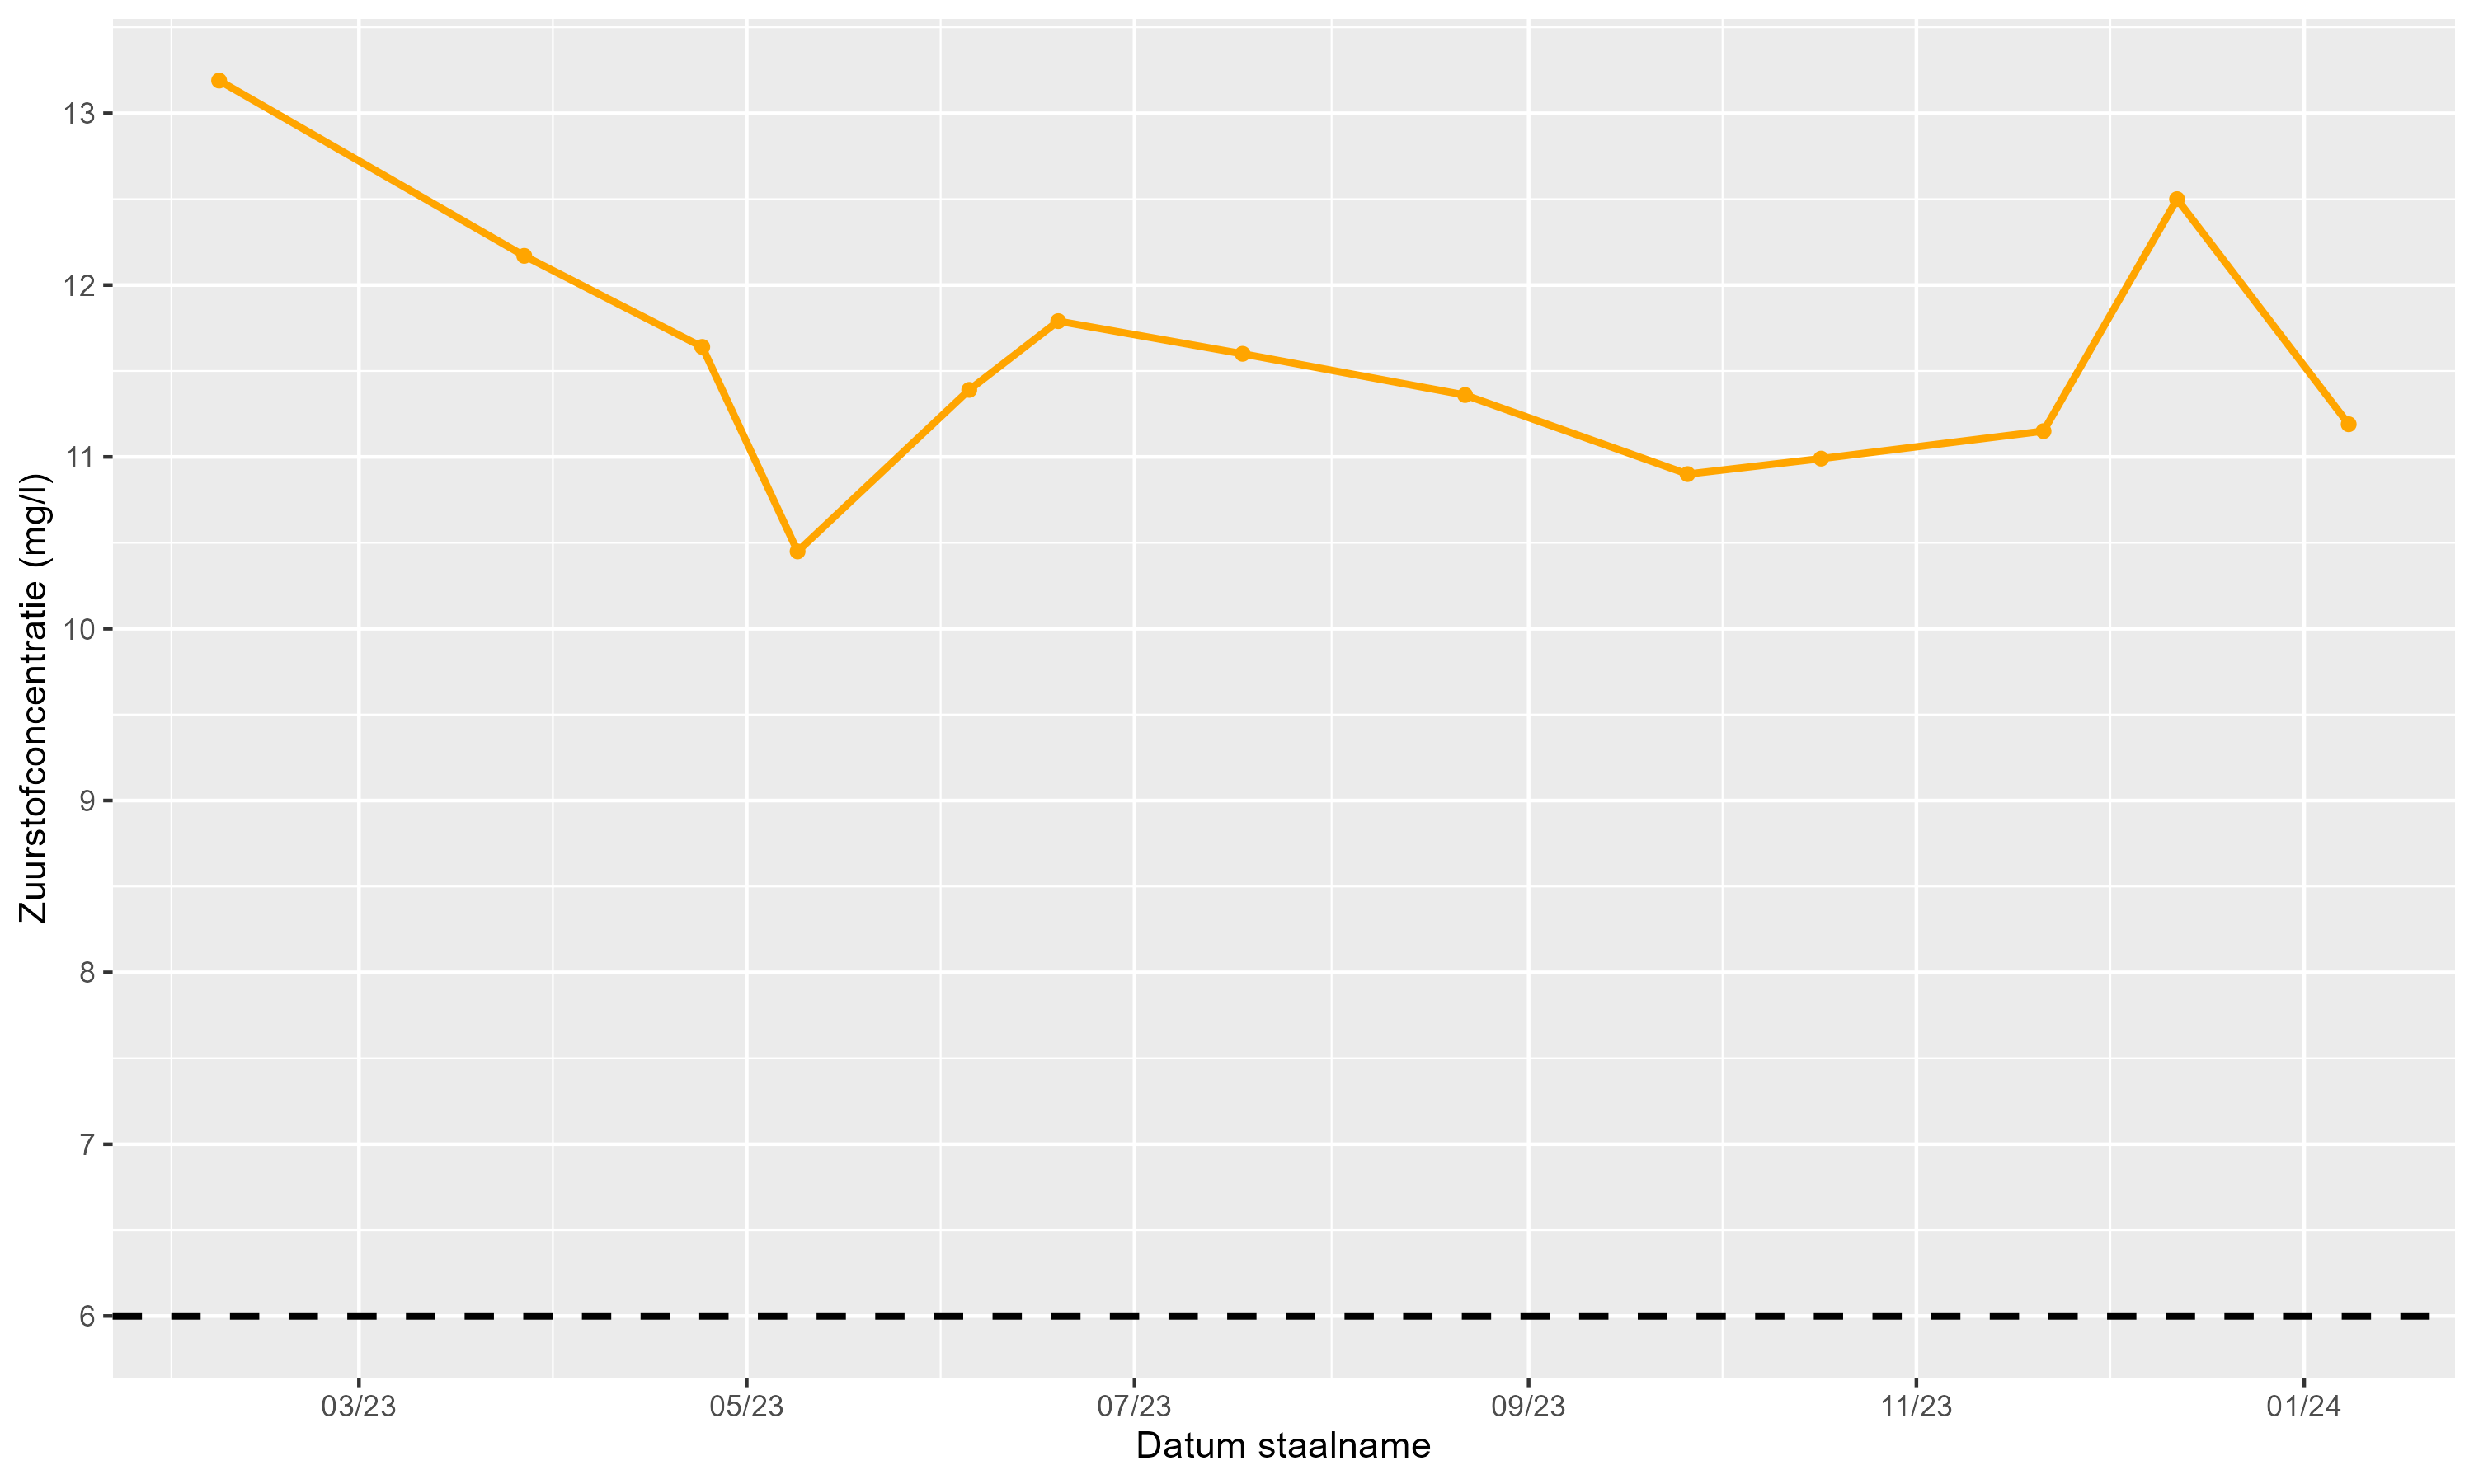 Zuurstofconcentratie (mg/l)
13
12
11
10
9
8
7
6
03/23 05/23 07/23 09/23 11/23 01/24
Datum staalname